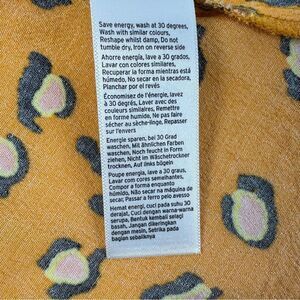 Save energy, wash at 30 degrees,
Wash with similar colours,
Reshape whilst damp, Do not
tumble dry, Iron on reverse side
Ahorre energía, lave a 30 grados,
Lavar con colores similares,
Recuperar la forma mientras está
húmedo, No secar en la secadora,
Planchar por el revés
Économisez de l'énergie, lavez
à 30 degrés, Laver avec des
couleurs similaires, Remettre
en forme humide, Ne pas sécher
au sèche-linge, Repasser
sur l'envers
Energie sparen, bei 30 Grad
waschen, Mit ähnlichen Farben
waschen, Noch feucht in Form
ziehen, Nicht im Wäschetrockner
trocknen, Auf links bügeln
Poupe energia, lave a 30 graus,
Lavar com cores semelhantes,
Compor a forma enquanto
húmido, Não secar na máquina de
secar, Passar a ferro pelo avesso
Hemat energi, cuci pada suhu 30
derajat, Cuci dengan warna-warna
serupa, Bentuk kembali selagi
basah, Jangan dikeringkan
dengan mesin, Setrika pada
bagian sebaliknya